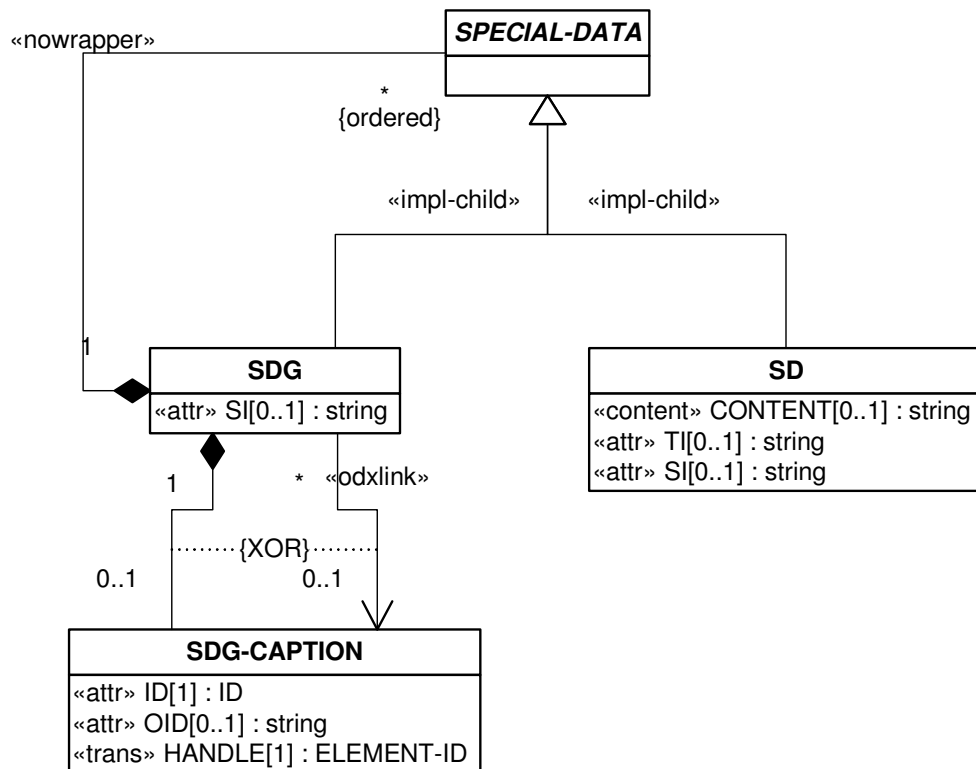 SPECIAL-DATA
«nowrapper»
*
{ordered}
«impl-child» «impl-child»
1
SDG
«attr» SI[0..1] : string
SD
«content» CONTENT[0..1] : string
«attr» TI[0..1] : string
«attr» SI[0..1] : string
1 * «odxlink»
{XOR}
0..1 0..1
SDG-CAPTION
«attr» ID[1] : ID
«attr» OID[0..1] : string
«trans» HANDLE[1] : ELEMENT-ID